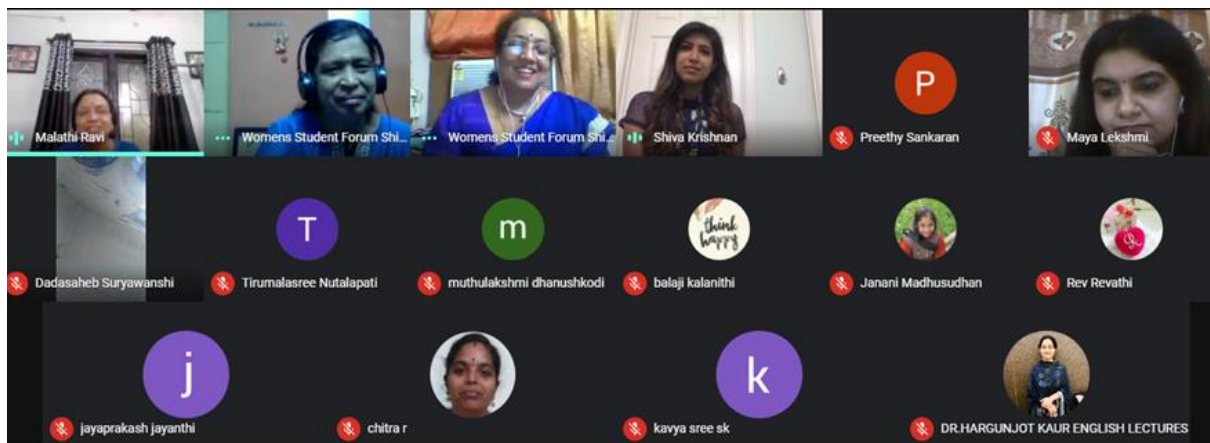 Malathi Ravi
Womens Student Forum Shi...
Womens Student Forum Shi...
Shiva Krishnan
P
Preethy Sankaran
Maya Lekshmi
Dadasaheb Suryawanshi
T
Tirumalasree Nutalapati
m
muthulakshmi dhanushkodi
think
happy
balaji kalanithi
Janani Madhusudhan
Rev Revathi
j
jayaprakash jayanthi
chitra r
k
kavya sree sk
DR.HARGUNJOT KAUR ENGLISH LECTURES